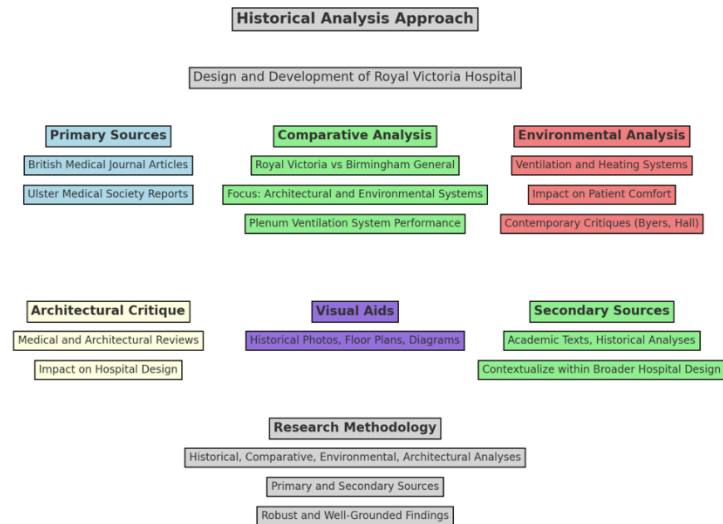 Historical Analysis Approach
Design and Development of Royal Victoria Hospital
Primary Sources
British Medical Journal Articles
Ulster Medical Society Reports
Comparative Analysis
Royal Victoria vs Birmingham General
Focus: Architectural and Environmental Systems
Plenum Ventilation System Performance
Environmental Analysis
Ventilation and Heating Systems
Impact on Patient Comfort
Contemporary Critiques (Byers, Hall)
Architectural Critique
Medical and Architectural Reviews
Impact on Hospital Design
Visual Aids
Historical Photos, Floor Plans, Diagrams
Secondary Sources
Academic Texts, Historical Analyses
Contextualize within Broader Hospital Design
Research Methodology
Historical, Comparative, Environmental, Architectural Analyses
Primary and Secondary Sources
Robust and Well-Grounded Findings